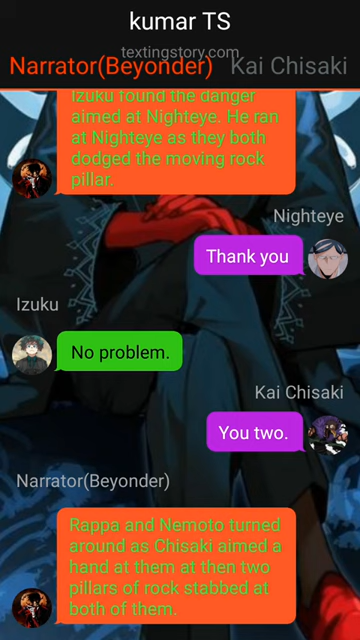 kumar TS
textingstory.com
Narrator(Beyonder) Kai Chisaki
Izuku found the danger
aimed at Nighteye. He ran
at Nighteye as they both
dodged the moving rock
pillar.
Nighteye
Thank you
Izuku
No problem.
Kai Chisaki
You two.
Narrator(Beyonder)
Rappa and Nemoto turned
around as Chisaki aimed a
hand at them at then two
pillars of rock stabbed at
both of them.